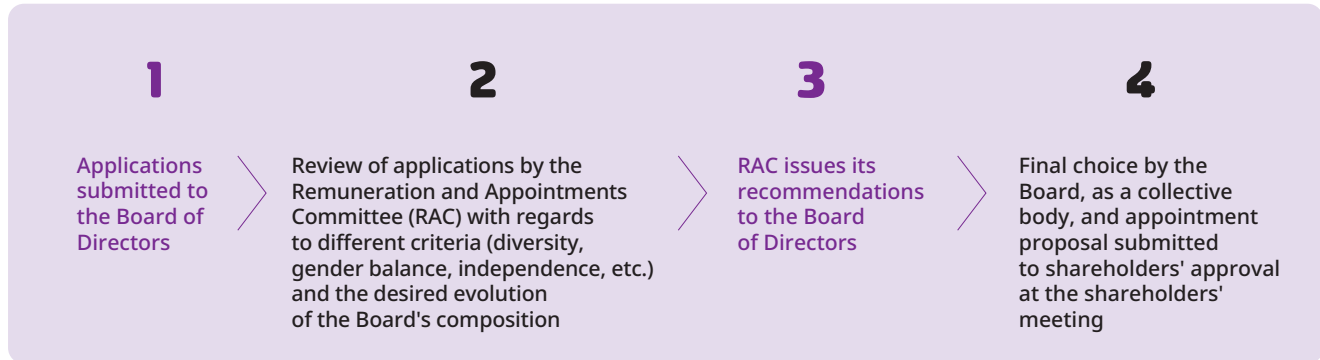 1
Applications
submitted to
the Board of
Directors
2
Review of applications by the
Remuneration and Appointments
Committee (RAC) with regards
to different criteria (diversity,
gender balance, independence, etc.)
and the desired evolution
of the Board's composition
3
RAC issues its
recommendations
to the Board
of Directors
4
Final choice by the
Board, as a collective
body, and appointment
proposal submitted
to shareholders' approval
at the shareholders'
meeting